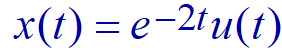 x(t) = e^{-2t}u(t)